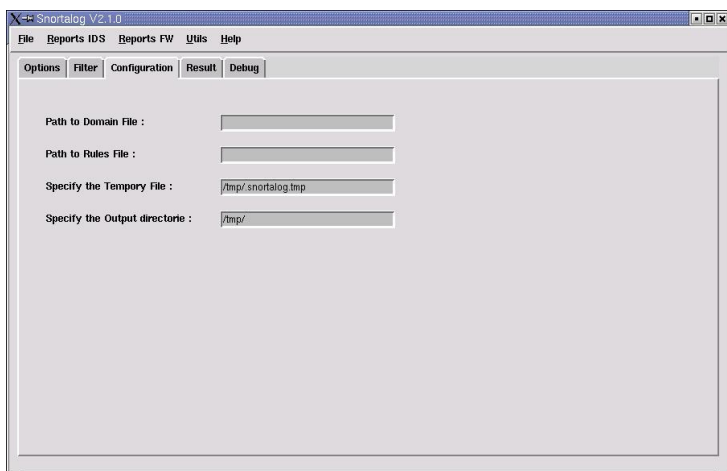 Snortalog V2.1.0
File Reports IDS Reports FW Utils Help
Options Filter Configuration Result Debug
Path to Domain File :
Path to Rules File :
Specify the Tempory File : /tmp/.snortalog.tmp
Specify the Output directorie : /tmp/